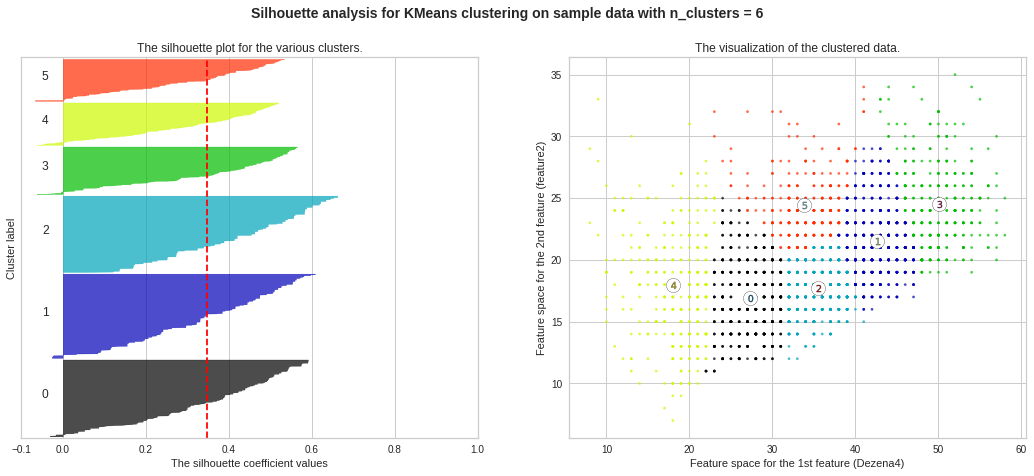 Silhouette analysis for KMeans clustering on sample data with n_clusters = 6
The silhouette plot for the various clusters.
Cluster label
5
4
3
2
1
0
-0.1 0.0 0.2 0.4 0.6 0.8 1.0
The silhouette coefficient values
The visualization of the clustered data.
Feature space for the 2nd feature (feature2)
35
30
25
20
15
10
5
3
1
4
2
0
10 20 30 40 50 60
Feature space for the 1st feature (Dezena4)